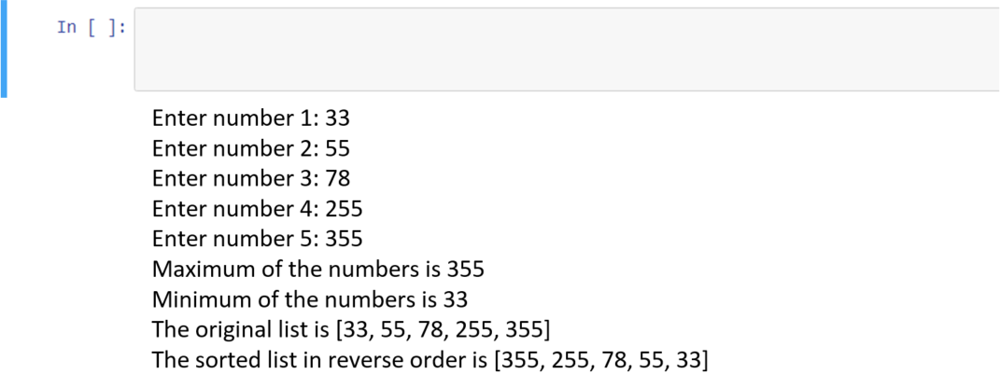 In [ ]:
Enter number 1: 33
Enter number 2: 55
Enter number 3: 78
Enter number 4: 255
Enter number 5: 355
Maximum of the numbers is 355
Minimum of the numbers is 33
The original list is [33, 55, 78, 255, 355]
The sorted list in reverse order is [355, 255, 78, 55, 33]